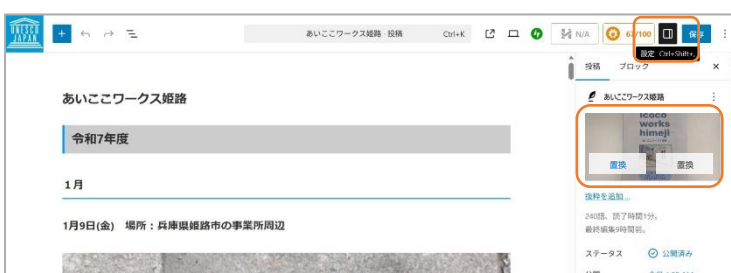 UNESCO
JAPAN
あいここワークス姫路 · 投稿 Ctrl+K
N/A
67/100
保存
設定 Ctrl+Shift+,
投稿 ブロック
あいここワークス姫路
あいここワークス姫路
icoco
works
himeji
令和7年度
置換 置換
1月
抜粋を追加...
240語、読了時間1分。
最終編集9時間前。
1月9日(金) 場所：兵庫県姫路市の事業所周辺
ステータス 公開済み